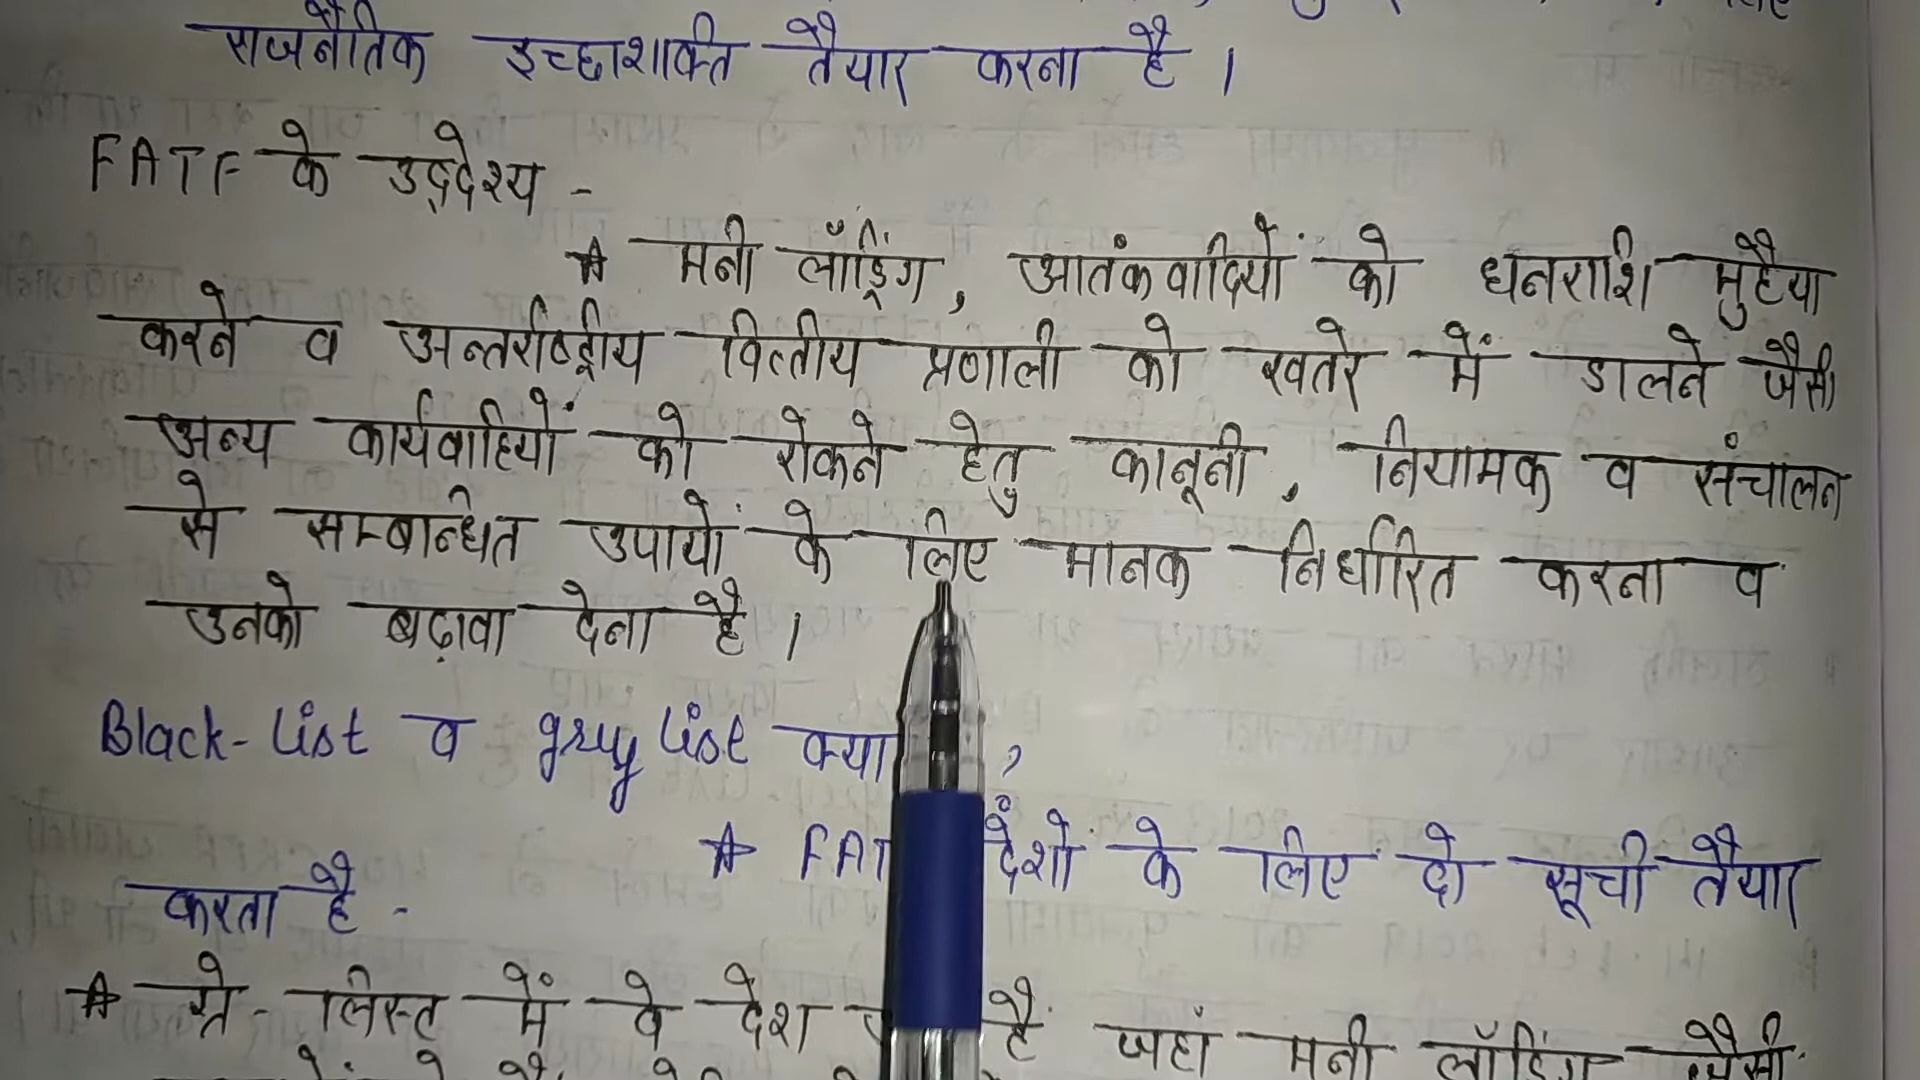 राजनैतिक इच्छाशक्ति तैयार करना है ।
FATF के उद्देश्य -
★ मनी लॉड्रिंग, आतंकवादियों को धनराशि मुहैया
करने व अन्तर्राष्ट्रीय वित्तीय प्रणाली को खतरे में डालने जैसी
अन्य कार्यवाहियों को रोकने हेतु कानूनी, नियामक व संचालन
से सम्बन्धित उपायों के लिए मानक निर्धारित करना व
उनको बढ़ावा देना है ।
Black-list व grey list क्या ?
★ FAT देशों के लिए दो सूची तैयार
करता है -
★ ग्रे-लिस्ट में वे देश हैं जहां मनी लॉडिंग जैसी